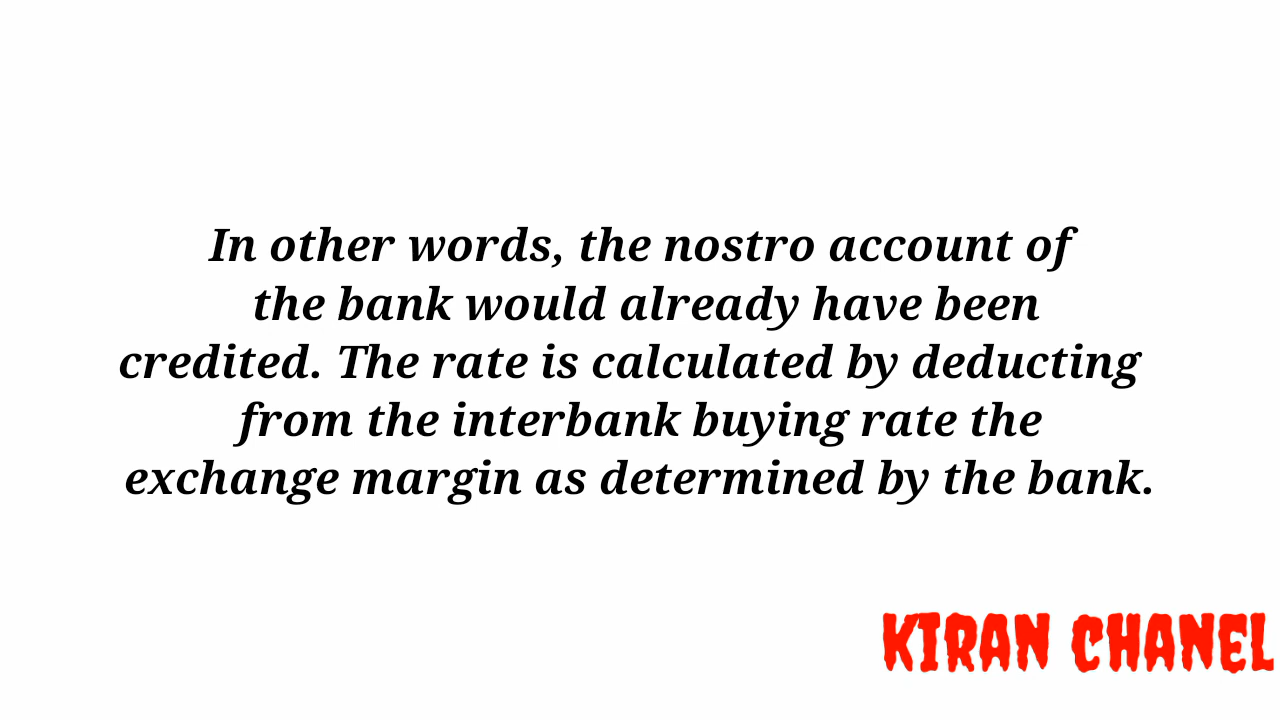 In other words, the nostro account of
the bank would already have been
credited. The rate is calculated by deducting
from the interbank buying rate the
exchange margin as determined by the bank.
KIRAN CHANEL